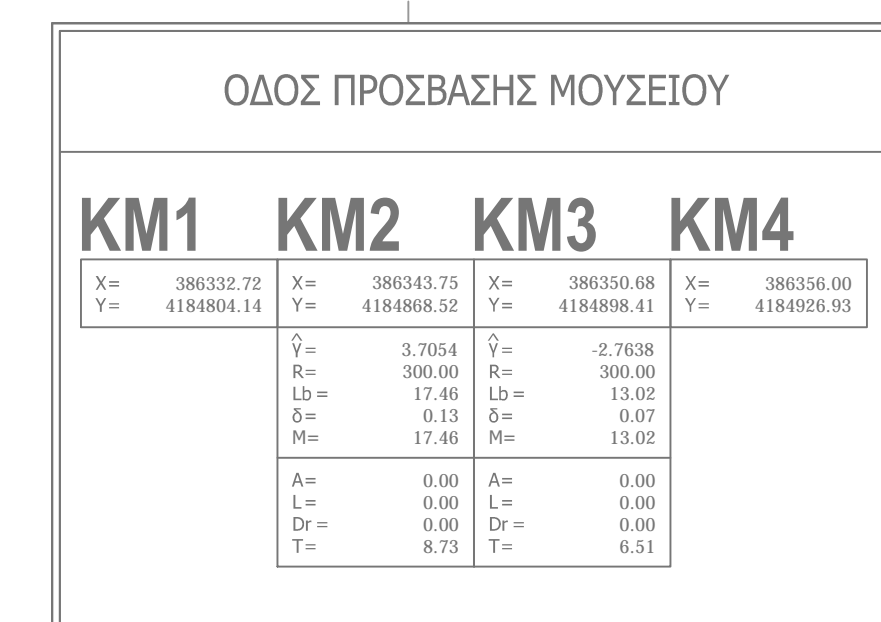 ΟΔΟΣ ΠΡΟΣΒΑΣΗΣ ΜΟΥΣΕΙΟΥ
KM1 KM2 KM3 KM4
X= 386332.72 X= 386343.75 X= 386350.68 X= 386356.00
Y= 4184804.14 Y= 4184868.52 Y= 4184898.41 Y= 4184926.93
Ŷ= 3.7054 Ŷ= -2.7638
R= 300.00 R= 300.00
Lb = 17.46 Lb = 13.02
δ= 0.13 δ= 0.07
M= 17.46 M= 13.02
A= 0.00 A= 0.00
L= 0.00 L= 0.00
Dr = 0.00 Dr = 0.00
T= 8.73 T= 6.51